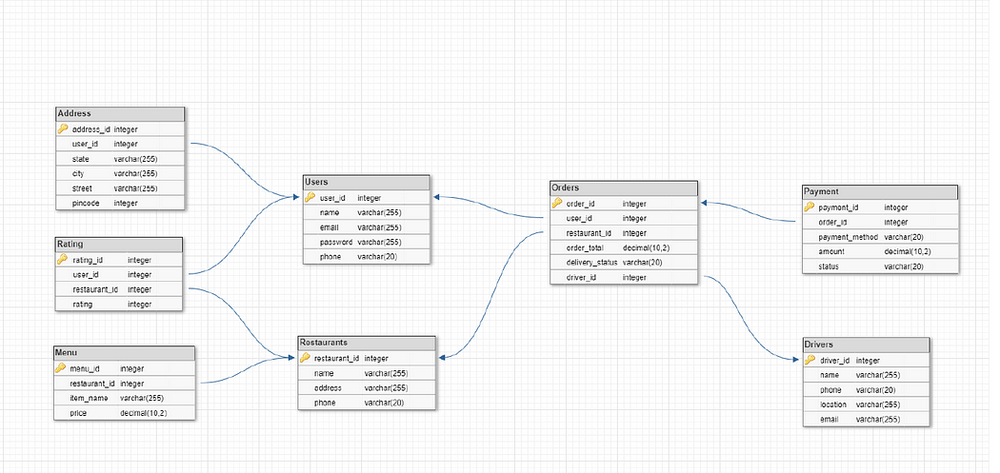 Address
address_id integer
user_id integer
state varchar(255)
city varchar(255)
street varchar(255)
pincode integer
Rating
rating_id integer
user_id integer
restaurant_id integer
rating integer
Menu
menu_id integer
restaurant_id integer
item_name varchar(255)
price decimal(10,2)
Users
user_id integer
name varchar(255)
email varchar(255)
password varchar(255)
phone varchar(20)
Restaurants
restaurant_id integer
name varchar(255)
address varchar(255)
phone varchar(20)
Orders
order_id integer
user_id integer
restaurant_id integer
order_total decimal(10,2)
delivery_status varchar(20)
driver_id integer
Payment
payment_id integer
order_id integer
payment_method varchar(20)
amount decimal(10,2)
status varchar(20)
Drivers
driver_id integer
name varchar(255)
phone varchar(20)
location varchar(255)
email varchar(255)